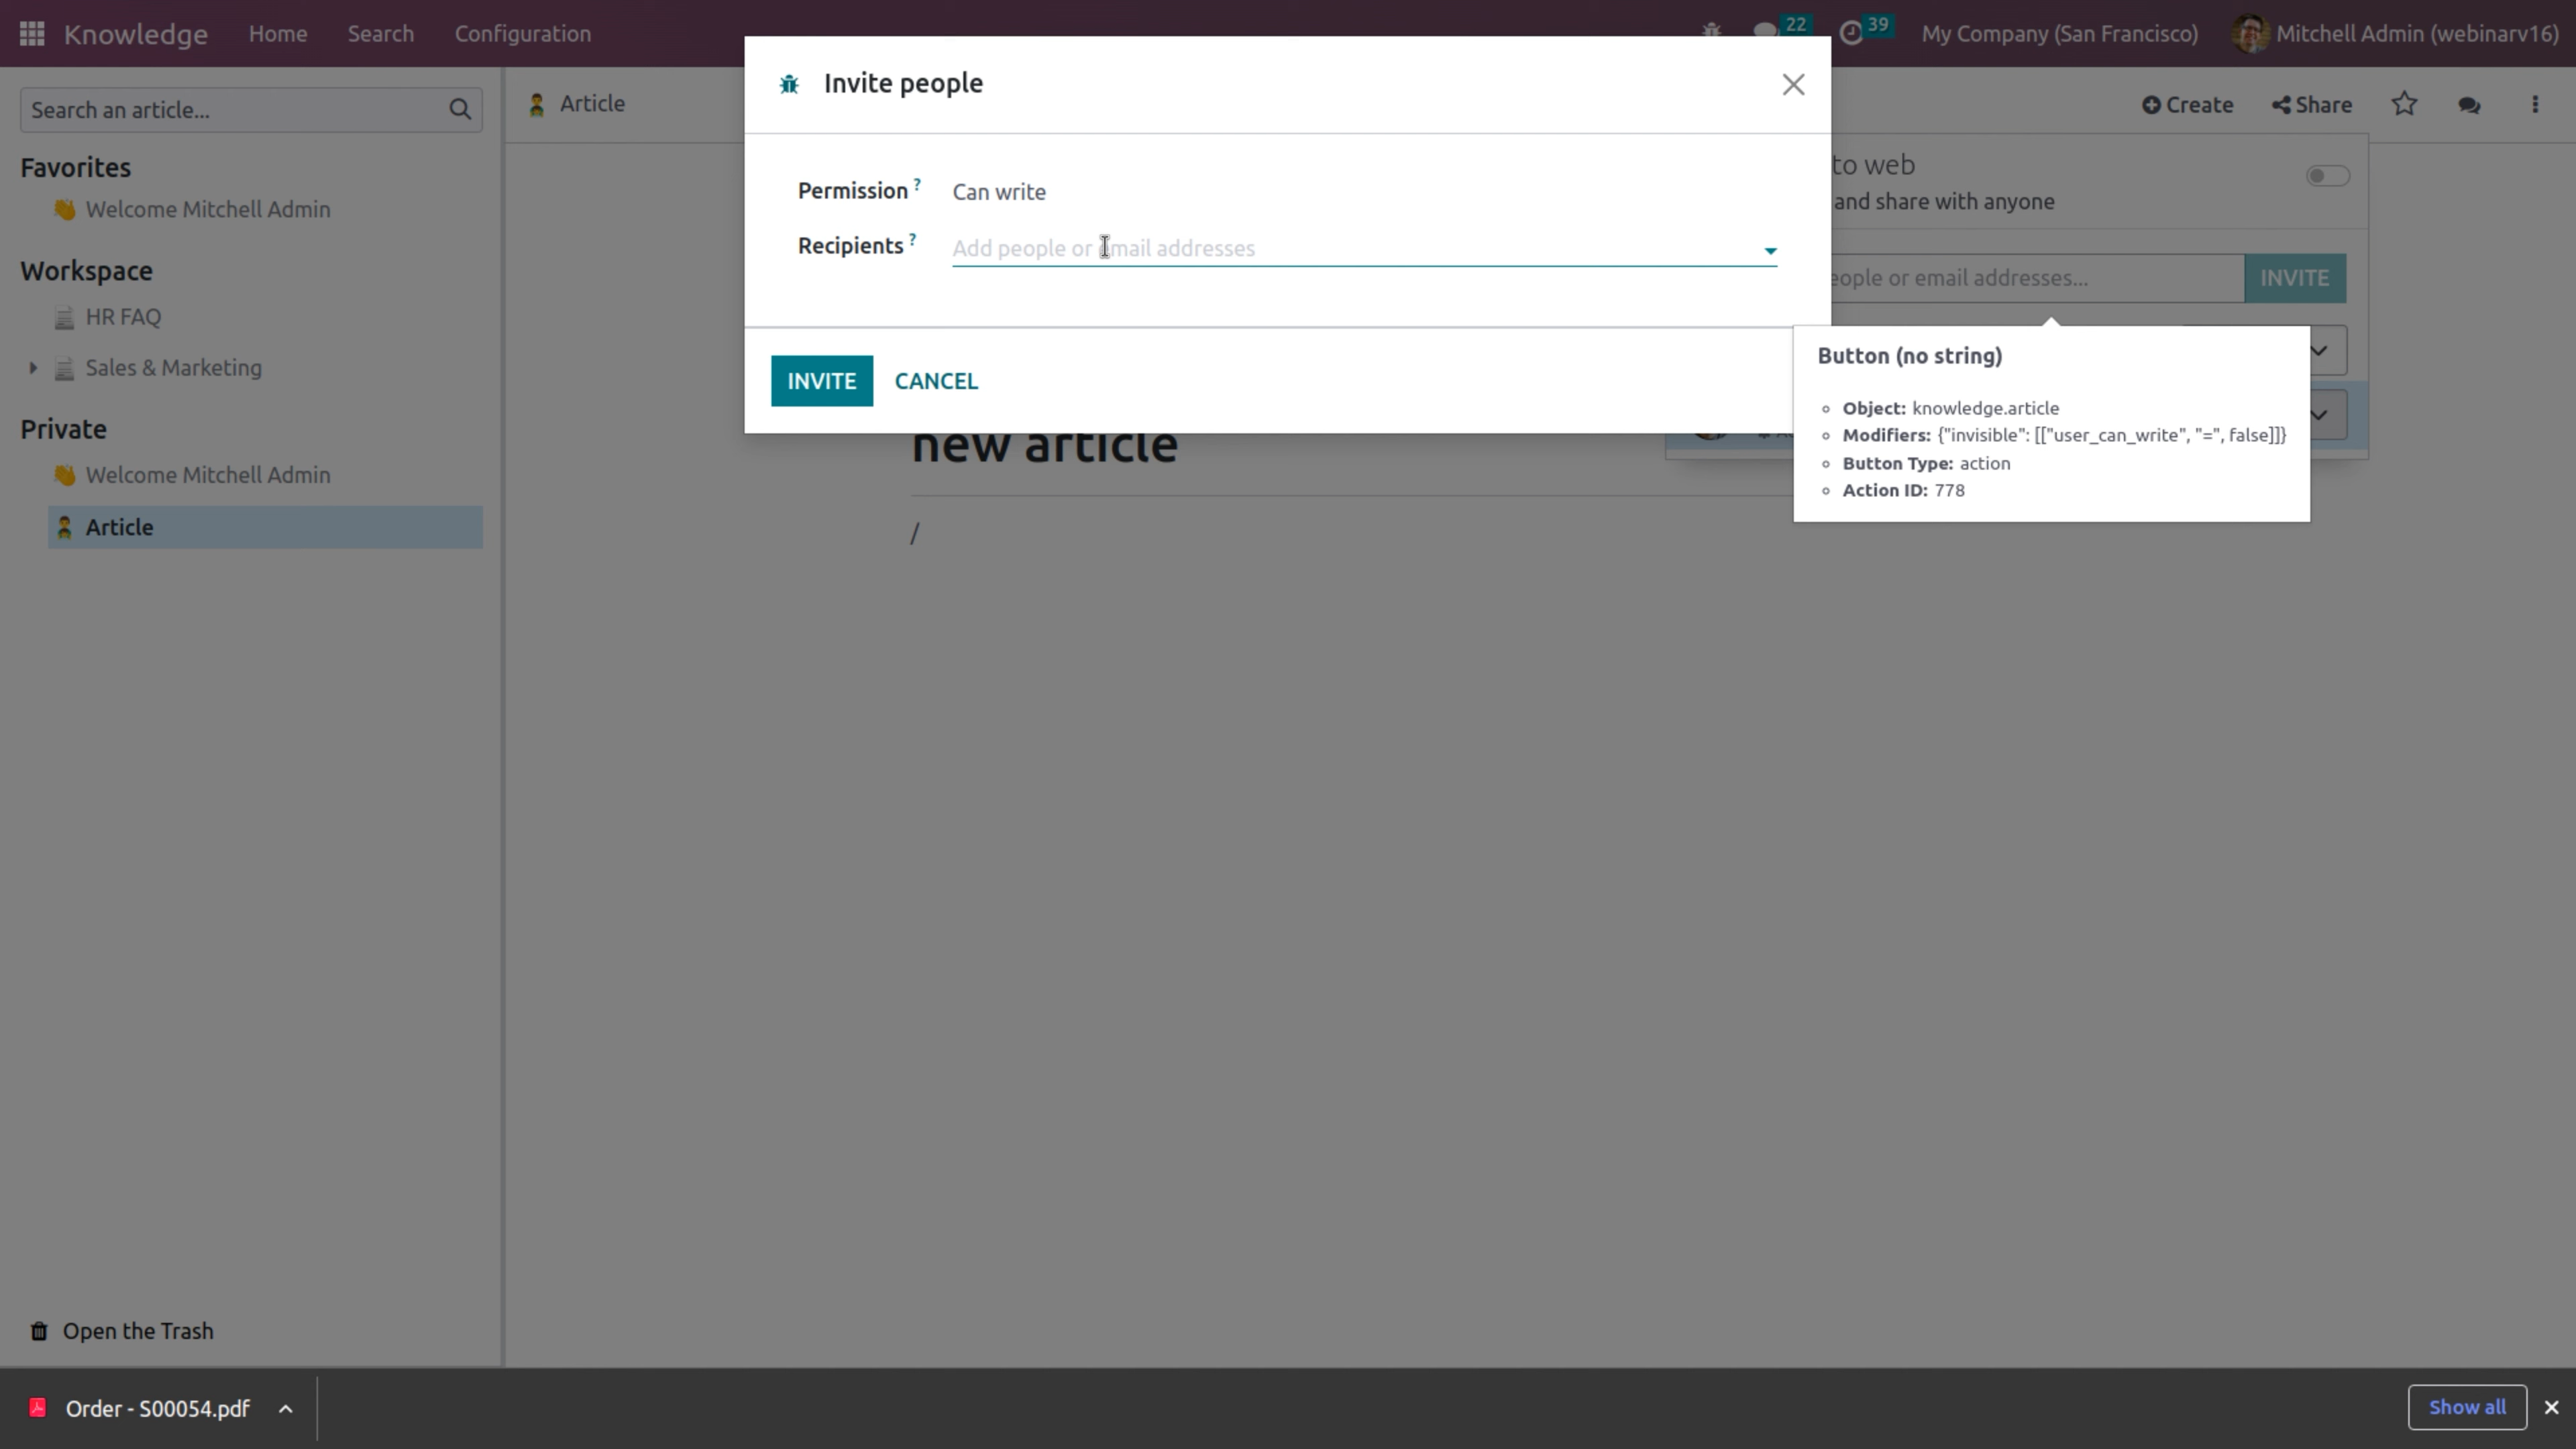 Knowledge Home Search Configuration 22 39 My Company (San Francisco) Mitchell Admin (webinarv16)
Search an article...
Favorites
Welcome Mitchell Admin
Workspace
HR FAQ
Sales & Marketing
Private
Welcome Mitchell Admin
Article
Open the Trash
Article
Create Share
Invite people
Permission ? Can write
Recipients ? Add people or email addresses
INVITE CANCEL
to web
and share with anyone
eople or email addresses... INVITE
Button (no string)
Object: knowledge.article
Modifiers: {"invisible": [["user_can_write", "=", false]]}
Button Type: action
Action ID: 778
new article
/
Order - S00054.pdf
Show all